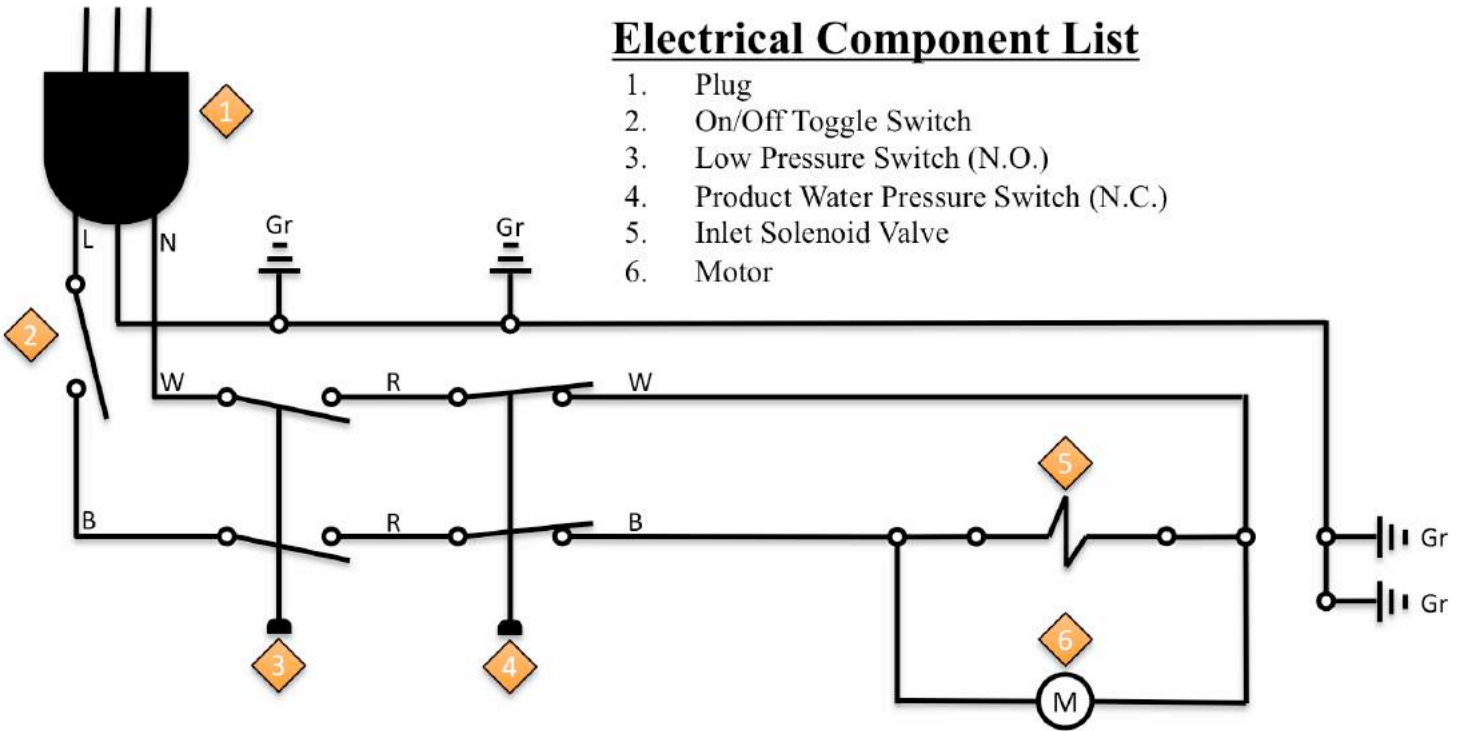 Electrical Component List
1. Plug
2. On/Off Toggle Switch
3. Low Pressure Switch (N.O.)
4. Product Water Pressure Switch (N.C.)
5. Inlet Solenoid Valve
6. Motor
1
L
N
Gr
Gr
2
W
R
W
5
B
R
B
Gr
Gr
3
4
6
M